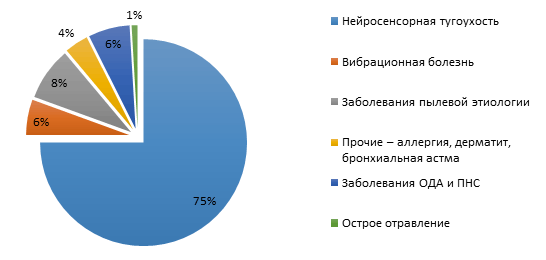 1%
4%
6%
8%
6%
75%
Нейросенсорная тугоухость
Вибрационная болезнь
Заболевания пылевой этиологии
Прочие – аллергия, дерматит,
бронхиальная астма
Заболевания ОДА и ПНС
Острое отравление